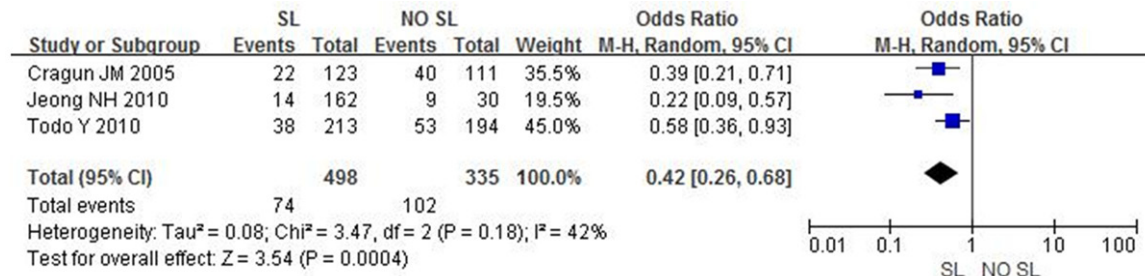 SL NO SL Odds Ratio Odds Ratio
Study or Subgroup Events Total Events Total Weight M-H, Random, 95% CI M-H, Random, 95% CI
Cragun JM 2005 22 123 40 111 35.5% 0.39 [0.21, 0.71]
Jeong NH 2010 14 162 9 30 19.5% 0.22 [0.09, 0.57]
Todo Y 2010 38 213 53 194 45.0% 0.58 [0.36, 0.93]
Total (95% CI) 498 335 100.0% 0.42 [0.26, 0.68]
Total events 74 102
Heterogeneity: Tau² = 0.08; Chi² = 3.47, df = 2 (P = 0.18); I² = 42%
Test for overall effect: Z = 3.54 (P = 0.0004)
0.01 0.1 1 10 100
SL NO SL